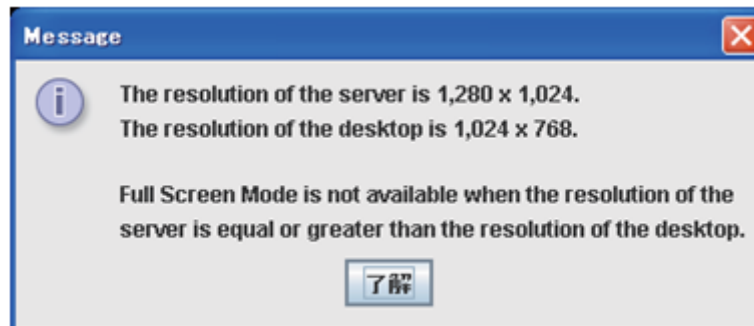 Message
The resolution of the server is 1,280 x 1,024.
The resolution of the desktop is 1,024 x 768.
Full Screen Mode is not available when the resolution of the
server is equal or greater than the resolution of the desktop.
了解